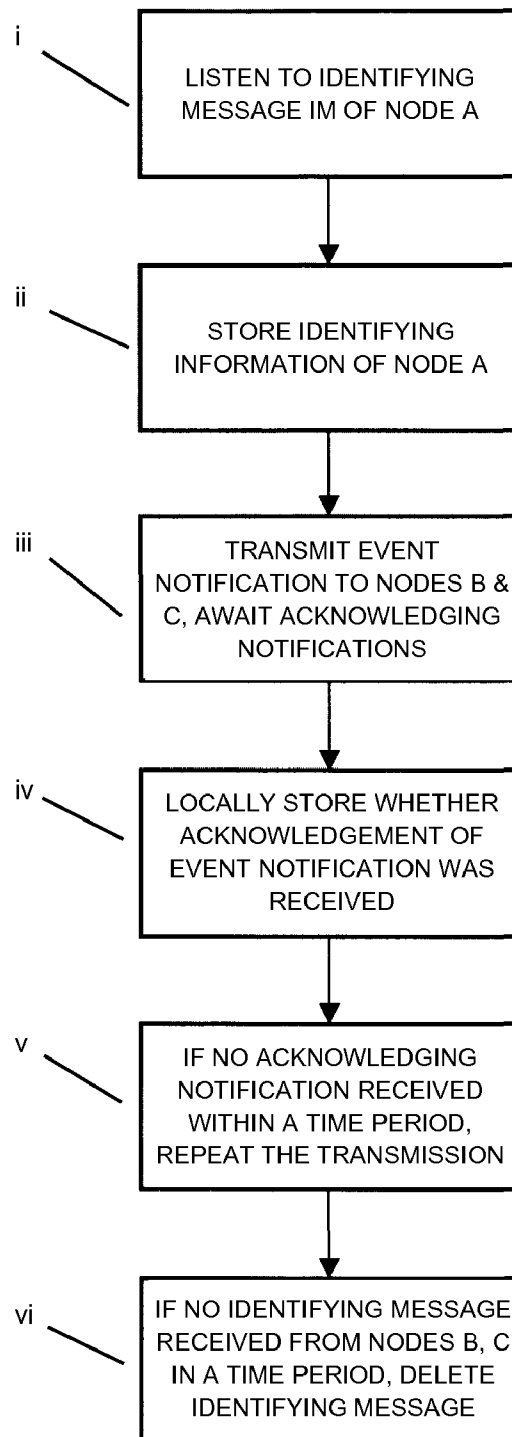 i
LISTEN TO IDENTIFYING
MESSAGE IM OF NODE A
ii
STORE IDENTIFYING
INFORMATION OF NODE A
iii
TRANSMIT EVENT
NOTIFICATION TO NODES B &
C, AWAIT ACKNOWLEDGING
NOTIFICATIONS
iv
LOCALLY STORE WHETHER
ACKNOWLEDGEMENT OF
EVENT NOTIFICATION WAS
RECEIVED
v
IF NO ACKNOWLEDGING
NOTIFICATION RECEIVED
WITHIN A TIME PERIOD,
REPEAT THE TRANSMISSION
vi
IF NO IDENTIFYING MESSAGE
RECEIVED FROM NODES B, C
IN A TIME PERIOD, DELETE
IDENTIFYING MESSAGE